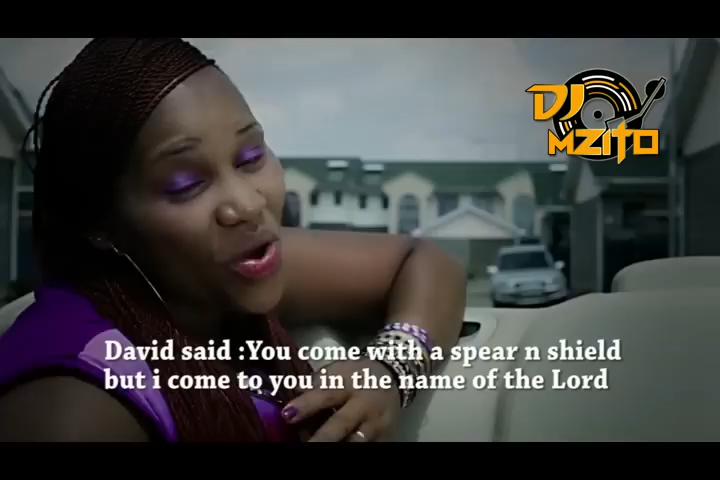 DJ
MZITO
David said :You come with a spear n shield
but i come to you in the name of the Lord